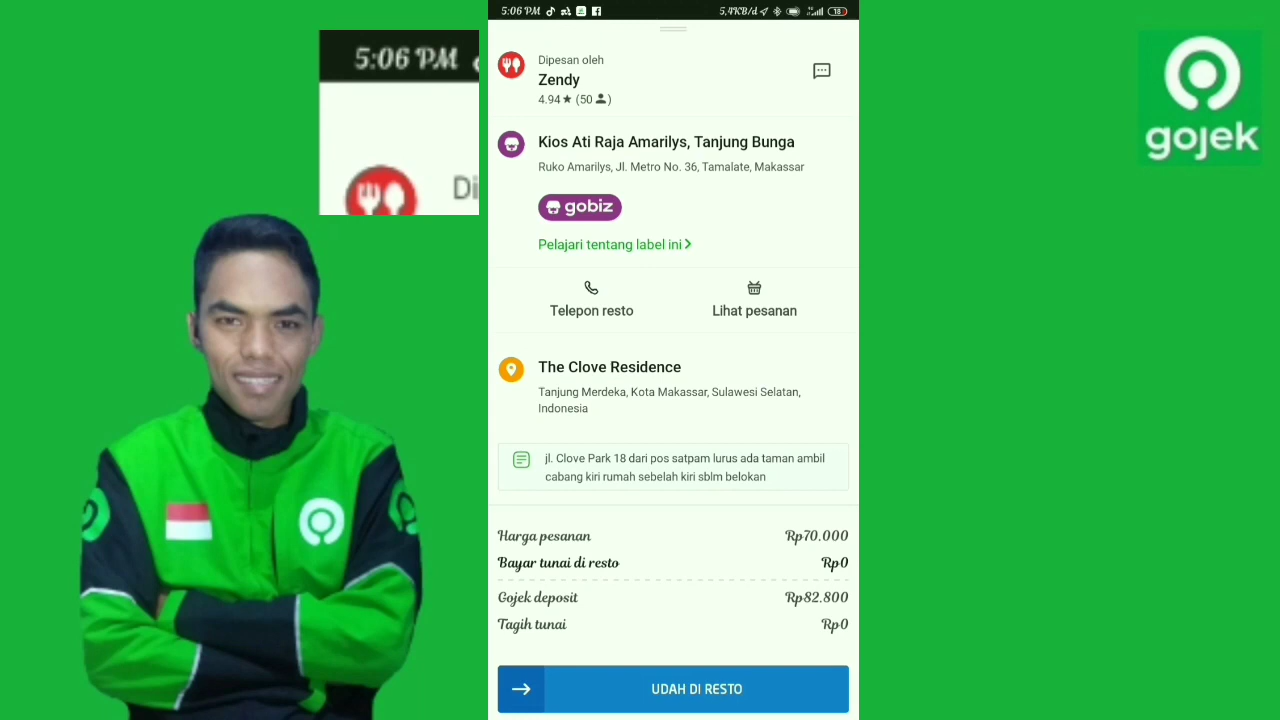 5:06 PM
Di
5:06 PM
5,4KB/d
18
Dipesan oleh
Zendy
4.94★ (50)
Kios Ati Raja Amarilys, Tanjung Bunga
Ruko Amarilys, Jl. Metro No. 36, Tamalate, Makassar
gobiz
Pelajari tentang label ini
Telepon resto
Lihat pesanan
The Clove Residence
Tanjung Merdeka, Kota Makassar, Sulawesi Selatan,
Indonesia
jl. Clove Park 18 dari pos satpam lurus ada taman ambil
cabang kiri rumah sebelah kiri sblm belokan
Harga pesanan Rp70.000
Bayar tunai di resto Rp0
Gojek deposit Rp82.800
Tagih tunai Rp0
UDAH DI RESTO
gojek